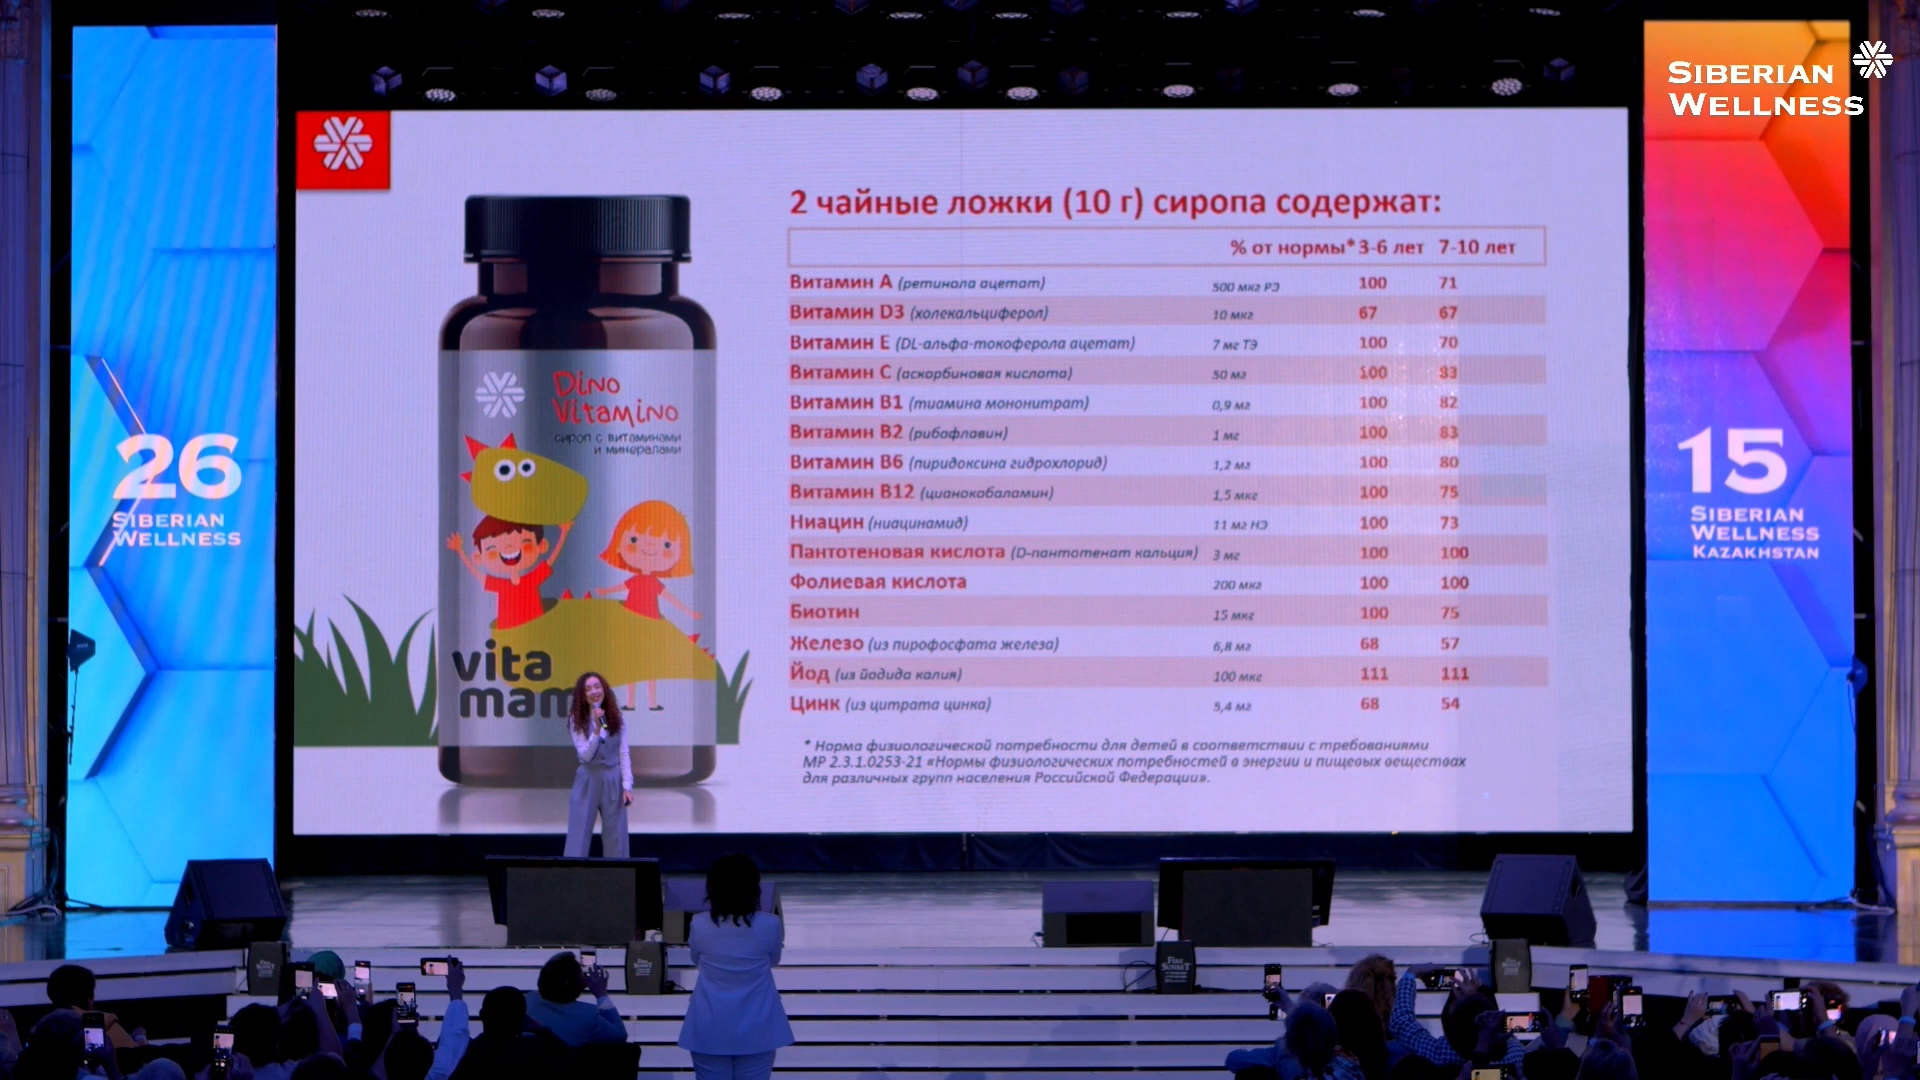 SIBERIAN
WELLNESS
26
SIBERIAN
WELLNESS
15
SIBERIAN
WELLNESS
KAZAKHSTAN
Dino
Vitamino
сироп с витаминами
и минералами
vita
mam
2 чайные ложки (10 г) сиропа содержат:
% от нормы* 3-6 лет 7-10 лет
Витамин A (ретинола ацетат) 500 мкг РЭ 100 71
Витамин D3 (холекальциферол) 10 мкг 67 67
Витамин E (DL-альфа-токоферола ацетат) 7 мг ТЭ 100 70
Витамин C (аскорбиновая кислота) 50 мг 100 83
Витамин B1 (тиамина мононитрат) 0,9 мг 100 82
Витамин B2 (рибофлавин) 1 мг 100 83
Витамин B6 (пиридоксина гидрохлорид) 1,2 мг 100 80
Витамин B12 (цианокобаламин) 1,5 мкг 100 75
Ниацин (ниацинамид) 11 мг НЭ 100 73
Пантотеновая кислота (D-пантотенат кальция) 3 мг 100 100
Фолиевая кислота 200 мкг 100 100
Биотин 15 мкг 100 75
Железо (из пирофосфата железа) 6,8 мг 68 57
Йод (из йодида калия) 100 мкг 111 111
Цинк (из цитрата цинка) 5,4 мг 68 54
* Норма физиологической потребности для детей в соответствии с требованиями
МР 2.3.1.0253-21 «Нормы физиологических потребностей в энергии и пищевых веществах
для различных групп населения Российской Федерации».